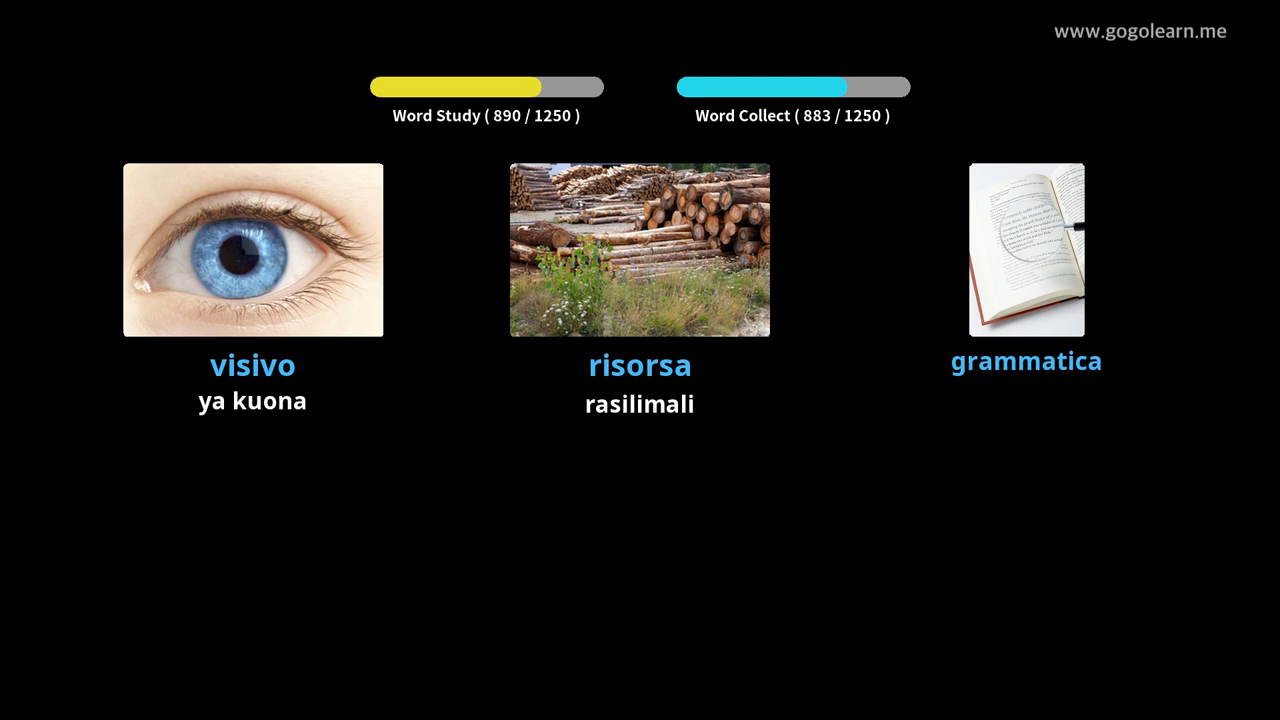 www.gogolearn.me
Word Study ( 890 / 1250 )
Word Collect ( 883 / 1250 )
visivo
risorsa
grammatica
ya kuona
rasilimali